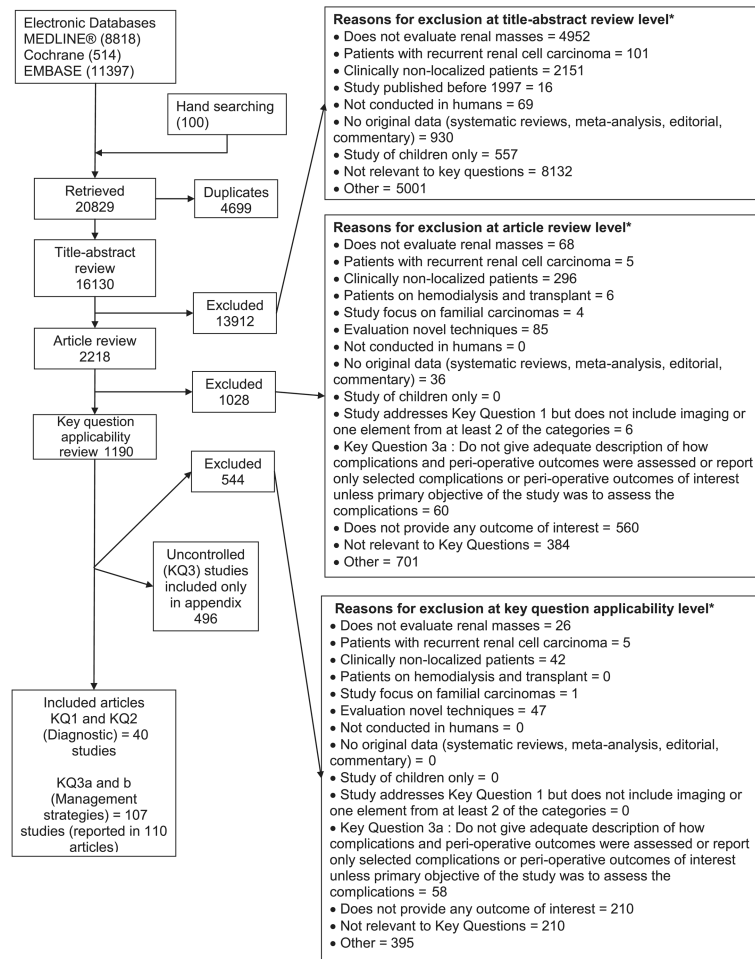 Electronic Databases
MEDLINE® (8818)
Cochrane (514)
EMBASE (11397)
Hand searching
(100)
Retrieved
20829
Duplicates
4699
Title-abstract
review
16130
Excluded
13912
Article review
2218
Excluded
1028
Key question
applicability
review 1190
Excluded
544
Uncontrolled
(KQ3) studies
included only
in appendix
496
Included articles
KQ1 and KQ2
(Diagnostic) = 40
studies
KQ3a and b
(Management
strategies) = 107
studies (reported in 110
articles)
Reasons for exclusion at title-abstract review level*
• Does not evaluate renal masses = 4952
• Patients with recurrent renal cell carcinoma = 101
• Clinically non-localized patients = 2151
• Study published before 1997 = 16
• Not conducted in humans = 69
• No original data (systematic reviews, meta-analysis, editorial,
commentary) = 930
• Study of children only = 557
• Not relevant to key questions = 8132
• Other = 5001
Reasons for exclusion at article review level*
• Does not evaluate renal masses = 68
• Patients with recurrent renal cell carcinoma = 5
• Clinically non-localized patients = 296
• Patients on hemodialysis and transplant = 6
• Study focus on familial carcinomas = 4
• Evaluation novel techniques = 85
• Not conducted in humans = 0
• No original data (systematic reviews, meta-analysis, editorial,
commentary) = 36
• Study of children only = 0
• Study addresses Key Question 1 but does not include imaging or
one element from at least 2 of the categories = 6
• Key Question 3a : Do not give adequate description of how
complications and peri-operative outcomes were assessed or report
only selected complications or peri-operative outcomes of interest
unless primary objective of the study was to assess the
complications = 60
• Does not provide any outcome of interest = 560
• Not relevant to Key Questions = 384
• Other = 701
Reasons for exclusion at key question applicability level*
• Does not evaluate renal masses = 26
• Patients with recurrent renal cell carcinoma = 5
• Clinically non-localized patients = 42
• Patients on hemodialysis and transplant = 0
• Study focus on familial carcinomas = 1
• Evaluation novel techniques = 47
• Not conducted in humans = 0
• No original data (systematic reviews, meta-analysis, editorial,
commentary) = 0
• Study of children only = 0
• Study addresses Key Question 1 but does not include imaging or
one element from at least 2 of the categories = 0
• Key Question 3a : Do not give adequate description of how
complications and peri-operative outcomes were assessed or report
only selected complications or peri-operative outcomes of interest
unless primary objective of the study was to assess the
complications = 58
• Does not provide any outcome of interest = 210
• Not relevant to Key Questions = 210
• Other = 395